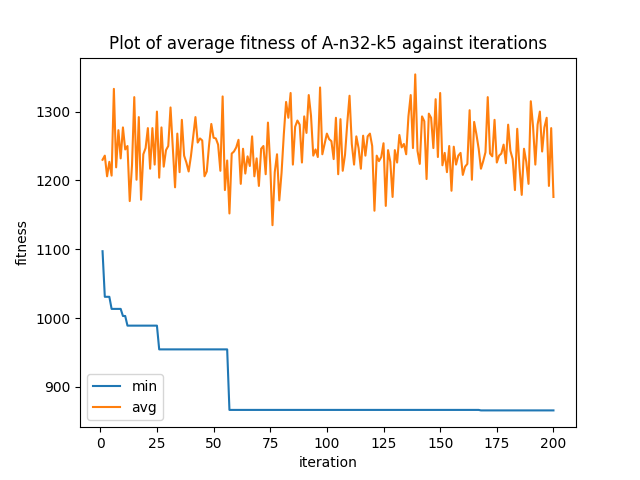 Plot of average fitness of A-n32-k5 against iterations
1300
1200
1100
1000
900
fitness
min
avg
0 25 50 75 100 125 150 175 200
iteration